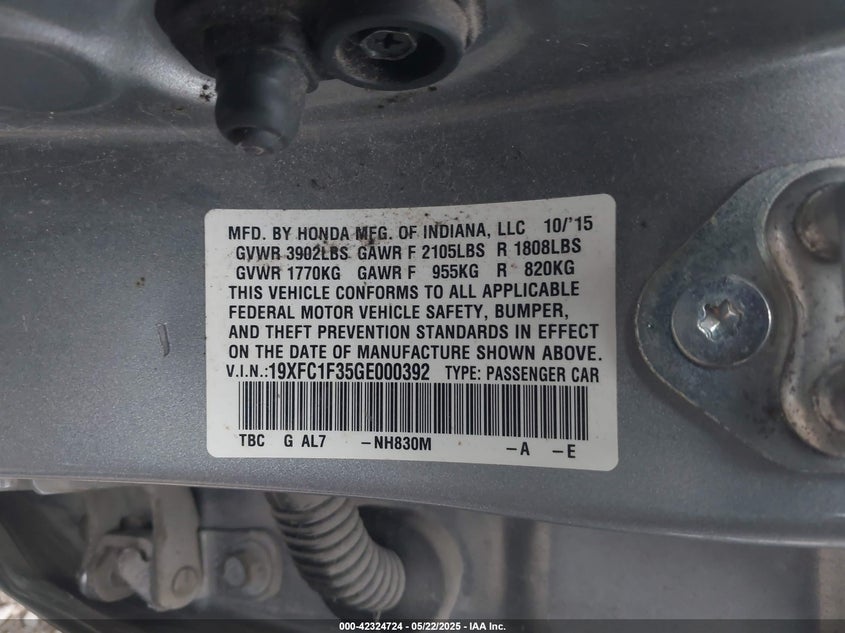 MFD. BY HONDA MFG. OF INDIANA, LLC 10/'15
GVWR 3902LBS GAWR F 2105LBS R 1808LBS
GVWR 1770KG GAWR F 955KG R 820KG
THIS VEHICLE CONFORMS TO ALL APPLICABLE
FEDERAL MOTOR VEHICLE SAFETY, BUMPER,
AND THEFT PREVENTION STANDARDS IN EFFECT
ON THE DATE OF MANUFACTURE SHOWN ABOVE.
V.I.N.:19XFC1F35GE000392 TYPE: PASSENGER CAR
TBC G AL7 -NH830M -A -E
000-42324724 - 05/22/2025 - IAA Inc.